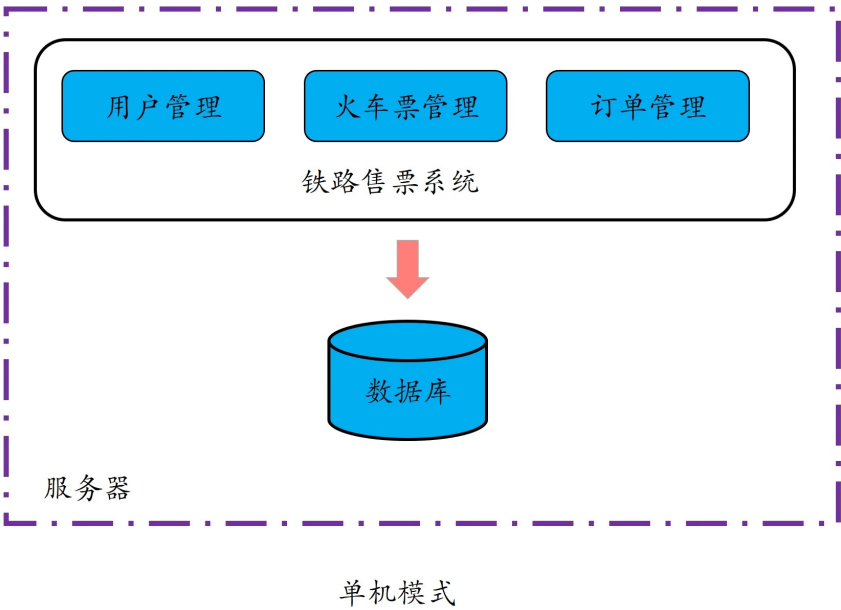 用户管理 火车票管理 订单管理
铁路售票系统
数据库
服务器
单机模式